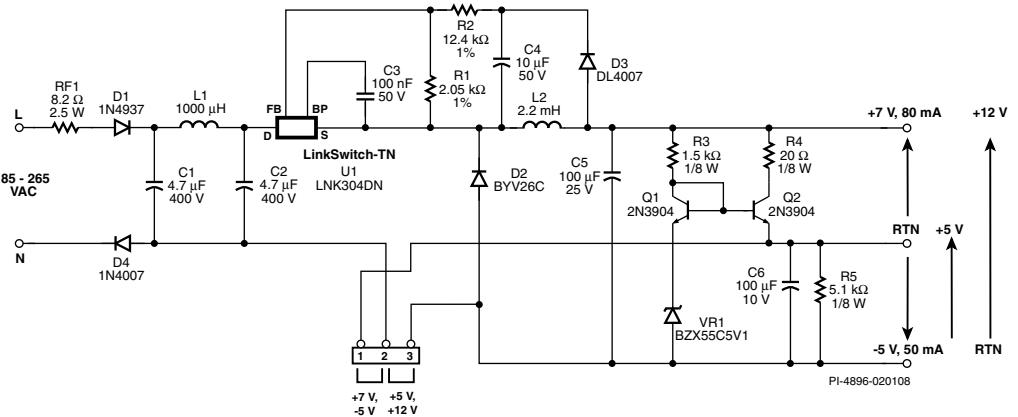 R2
12.4 kΩ
1%
C4
10 µF
50 V
D3
DL4007
C3
100 nF
50 V
R1
2.05 kΩ
1%
RF1
8.2 Ω
2.5 W
D1
1N4937
L1
1000 µH
FB
BP
D
S
L2
2.2 mH
L
+7 V, 80 mA
+12 V
LinkSwitch-TN
U1
LNK304DN
85 - 265
VAC
C1
4.7 µF
400 V
C2
4.7 µF
400 V
D2
BYV26C
C5
100 µF
25 V
R3
1.5 kΩ
1/8 W
R4
20 Ω
1/8 W
Q1
2N3904
Q2
2N3904
N
RTN
+5 V
D4
1N4007
C6
100 µF
10 V
R5
5.1 kΩ
1/8 W
VR1
BZX55C5V1
1 2 3
-5 V, 50 mA
RTN
PI-4896-020108
+7 V,
-5 V
+5 V,
+12 V